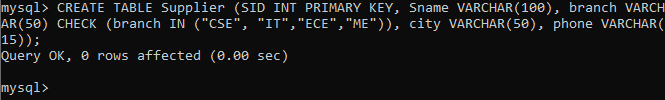 mysql> CREATE TABLE Supplier (SID INT PRIMARY KEY, Sname VARCHAR(100), branch VARCH
AR(50) CHECK (branch IN ("CSE", "IT","ECE","ME")), city VARCHAR(50), phone VARCHAR(
15));
Query OK, 0 rows affected (0.00 sec)
mysql>